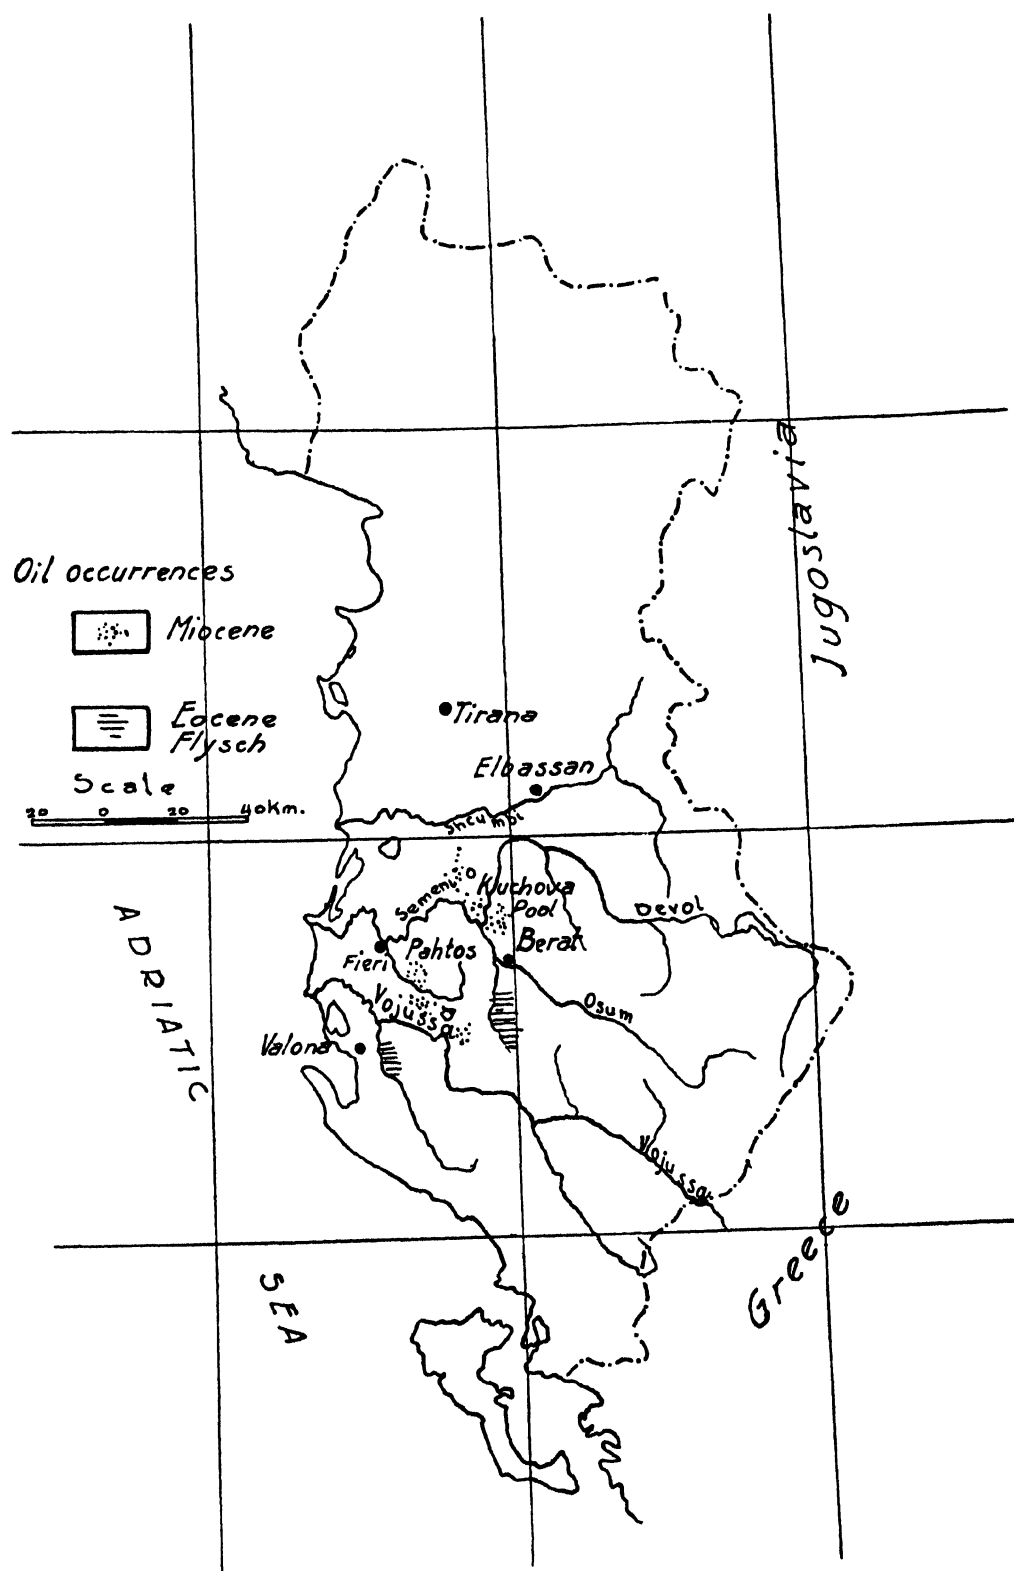 Jugoslavia
Oil occurrences
Miocene
Eocene
Flysch
Scale
20 0 20 40Km.
Tirana
Elbassan
Shcumbi
Semeni
Kuchova
Pool
Devol
Berat
Pahtos
Fieri
Vojussa
Osum
Valona
ADRIATIC
SEA
Vojussa
Greece